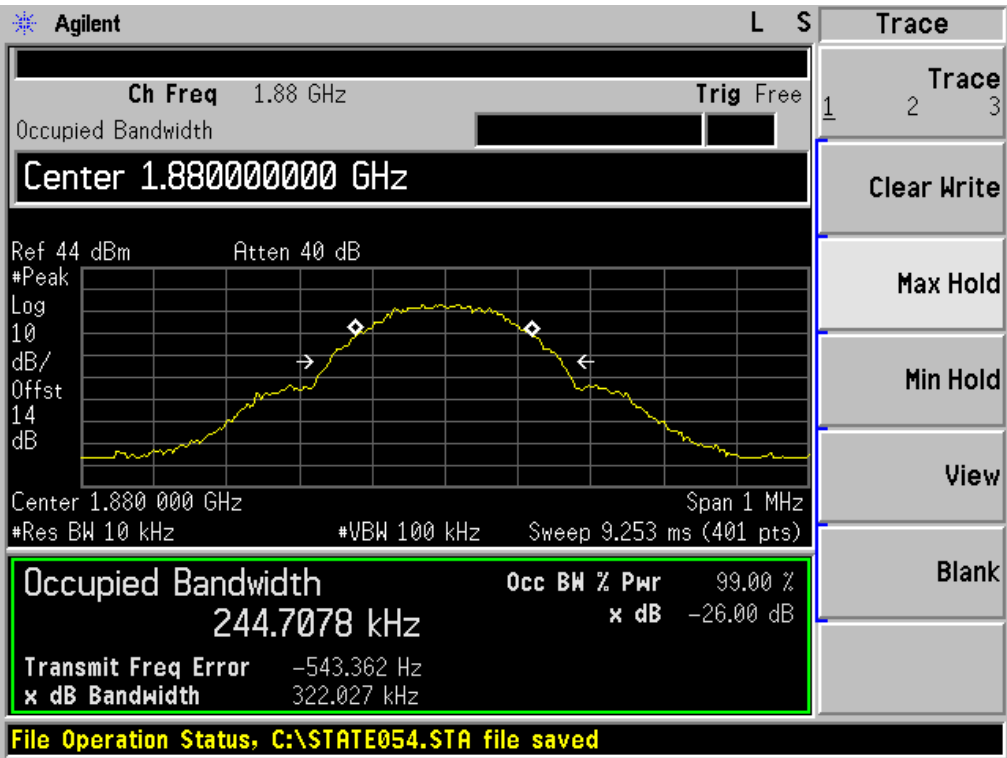 Agilent L S Trace
Ch Freq 1.88 GHz Trig Free
Occupied Bandwidth
Center 1.880000000 GHz
Ref 44 dBm Atten 40 dB
#Peak
Log
10
dB/
Offst
14
dB
Center 1.880 000 GHz Span 1 MHz
#Res BW 10 kHz #VBW 100 kHz Sweep 9.253 ms (401 pts)
Occupied Bandwidth
244.7078 kHz
Occ BW % Pwr 99.00 %
x dB -26.00 dB
Transmit Freq Error -543.362 Hz
x dB Bandwidth 322.027 kHz
File Operation Status, C:\STATE054.STA file saved
Trace
1 2 3
Clear Write
Max Hold
Min Hold
View
Blank